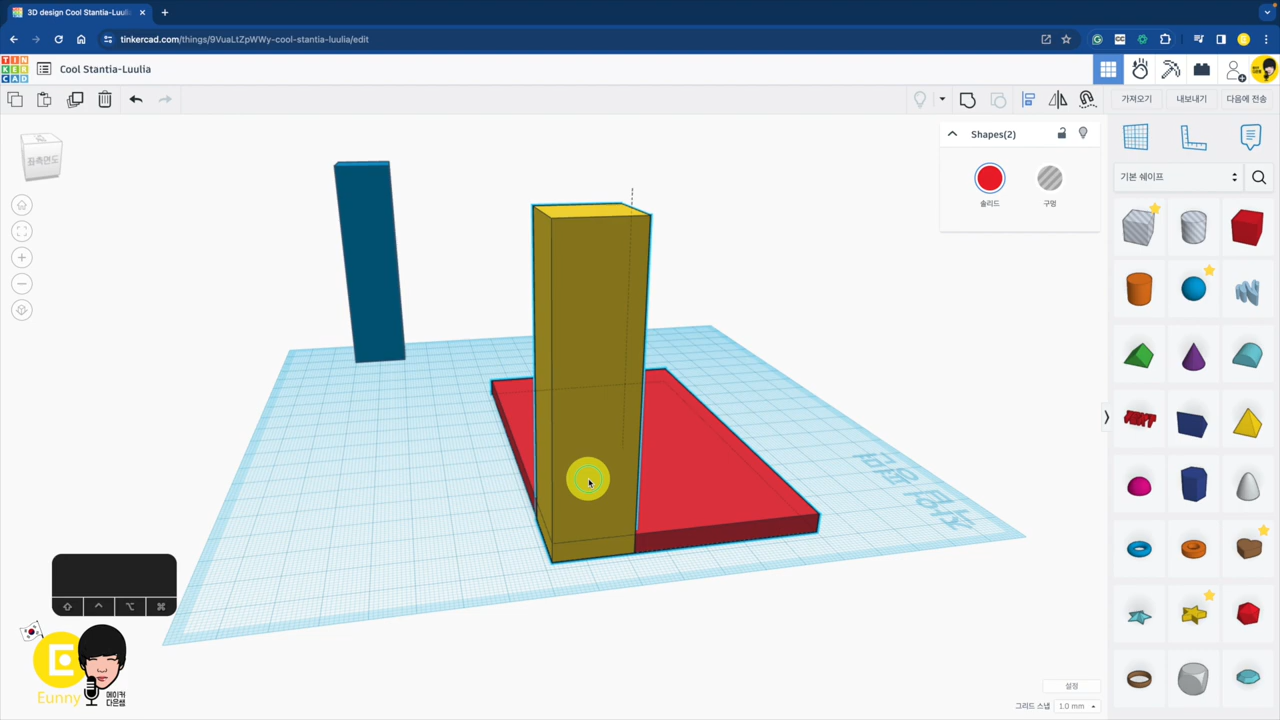 3D design Cool Stantia-Luulia
tinkercad.com/things/9VuaLtZpWWy-cool-stantia-luulia/edit
TIN
KER
CAD
Cool Stantia-Luulia
가져오기
내보내기
다음에 전송
좌측면도
Shapes(2)
솔리드
구멍
기본 쉐이프
설정
그리드 스냅
1.0 mm
Eunny
메이커
다은쌤